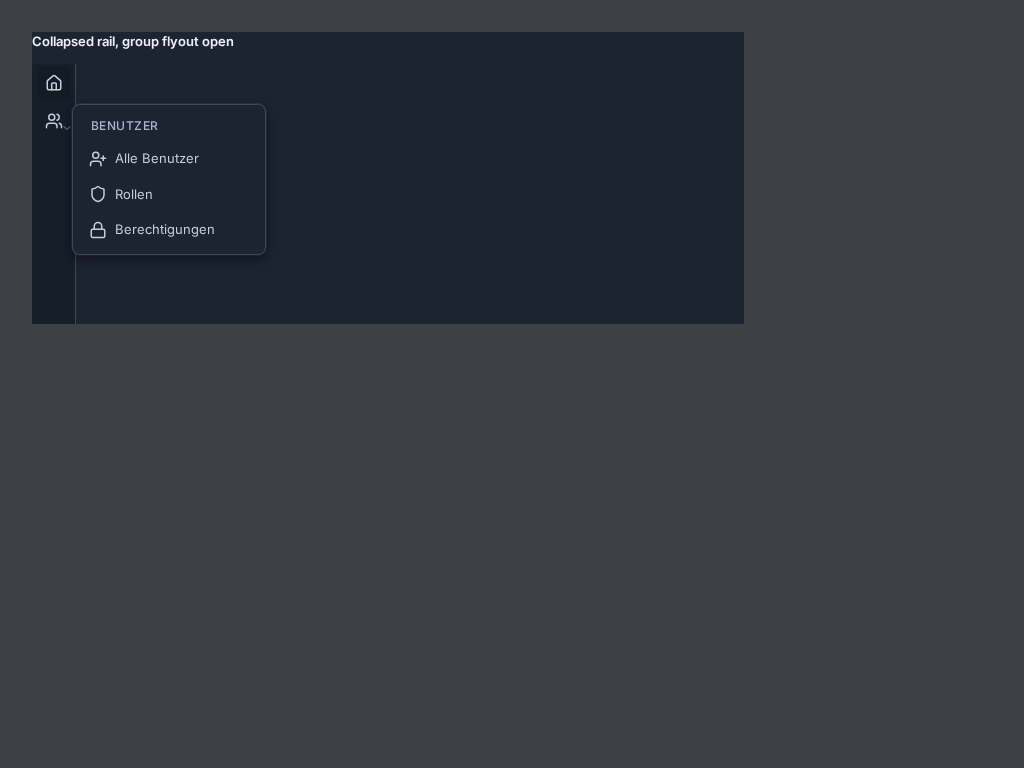 Collapsed rail, group flyout open
BENUTZER
Alle Benutzer
Rollen
Berechtigungen